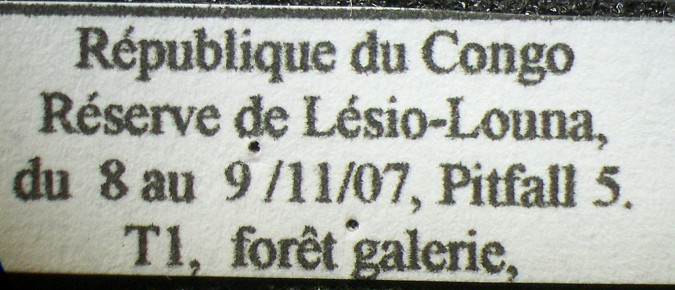 République du Congo
Réserve de Lésio-Louna,
du 8 au 9 /11/07, Pitfall 5.
T1, forêt galerie,